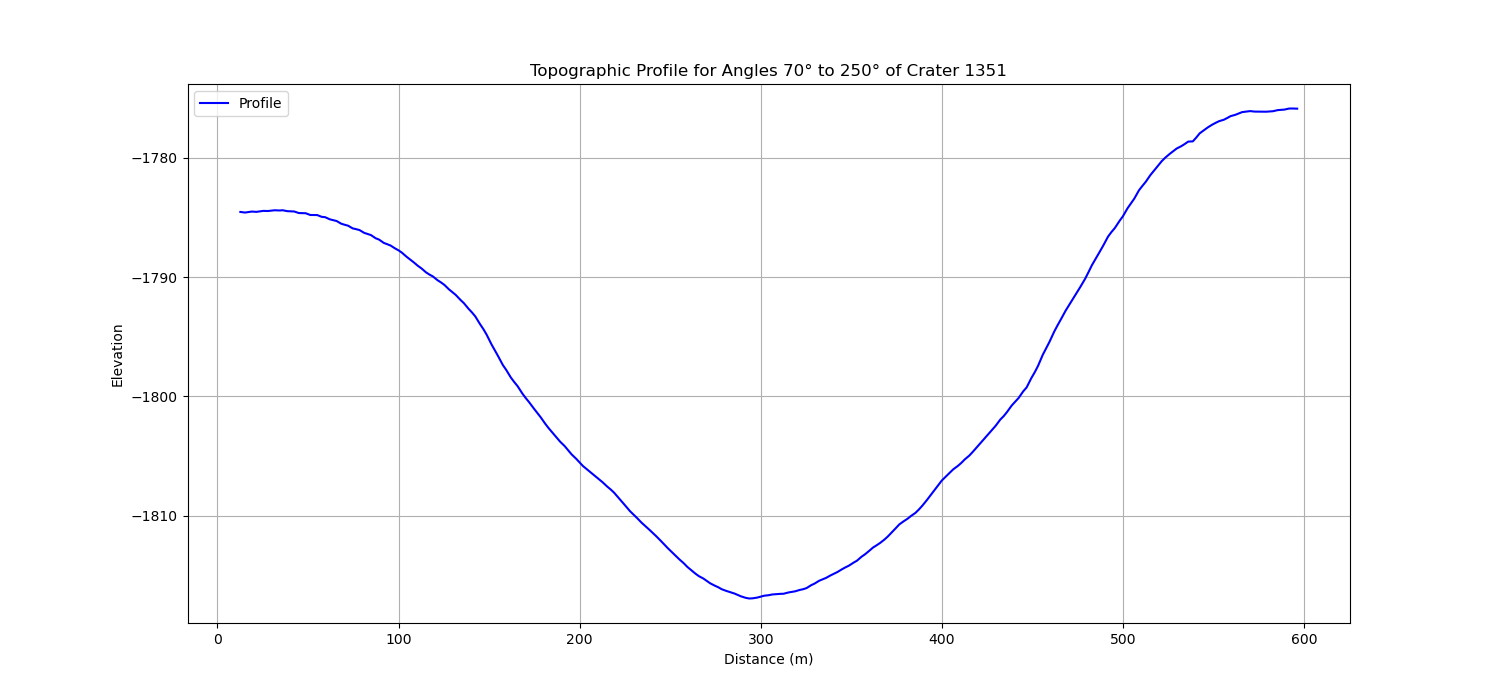 Topographic Profile for Angles 70° to 250° of Crater 1351
Profile
−1780
−1790
−1800
−1810
Elevation
0 100 200 300 400 500 600
Distance (m)